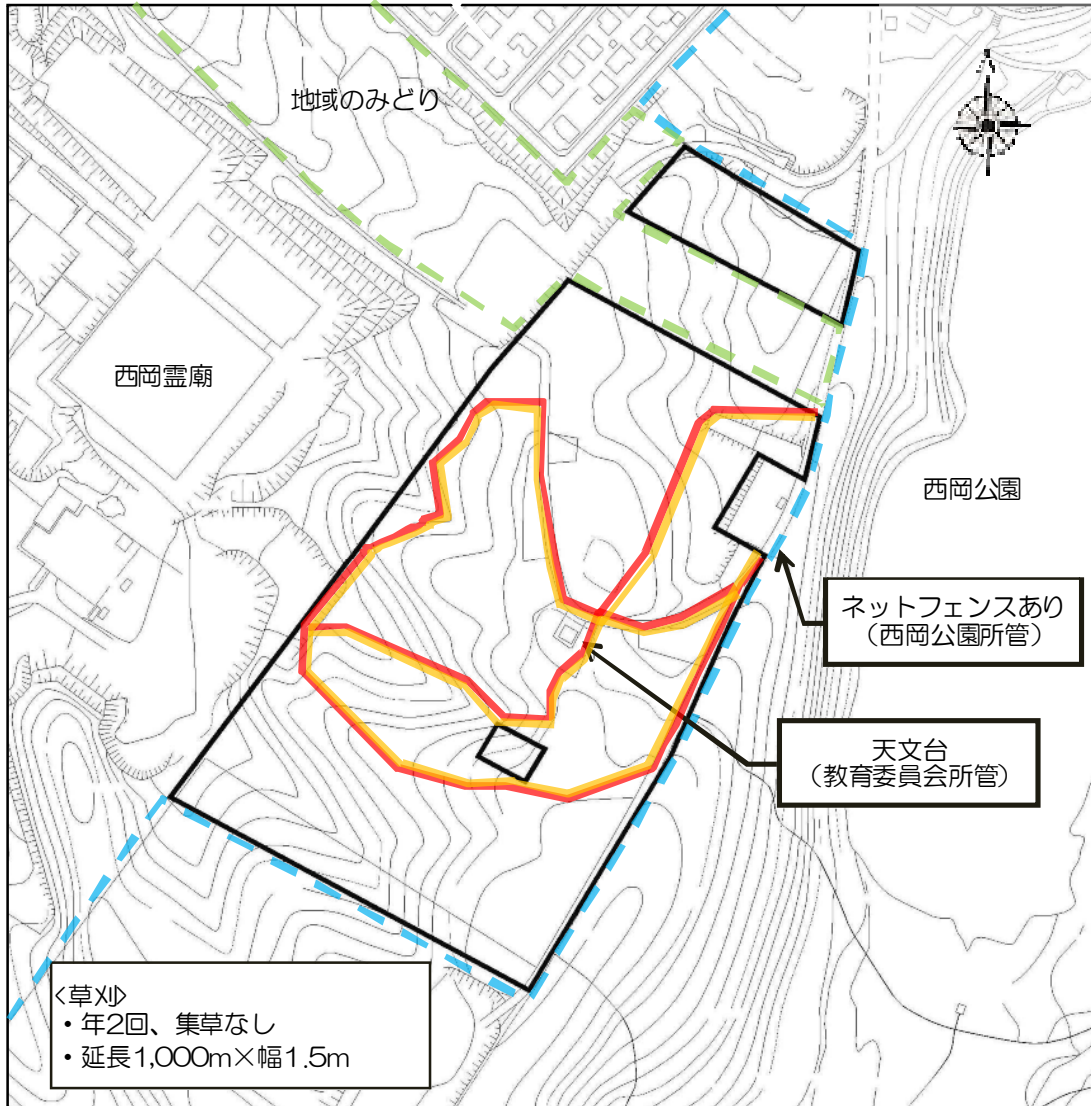 地域のみどり
西岡霊廟
西岡公園
ネットフェンスあり
（西岡公園所管）
天文台
（教育委員会所管）
<草刈>
・年2回、集草なし
・延長1,000m×幅1.5m